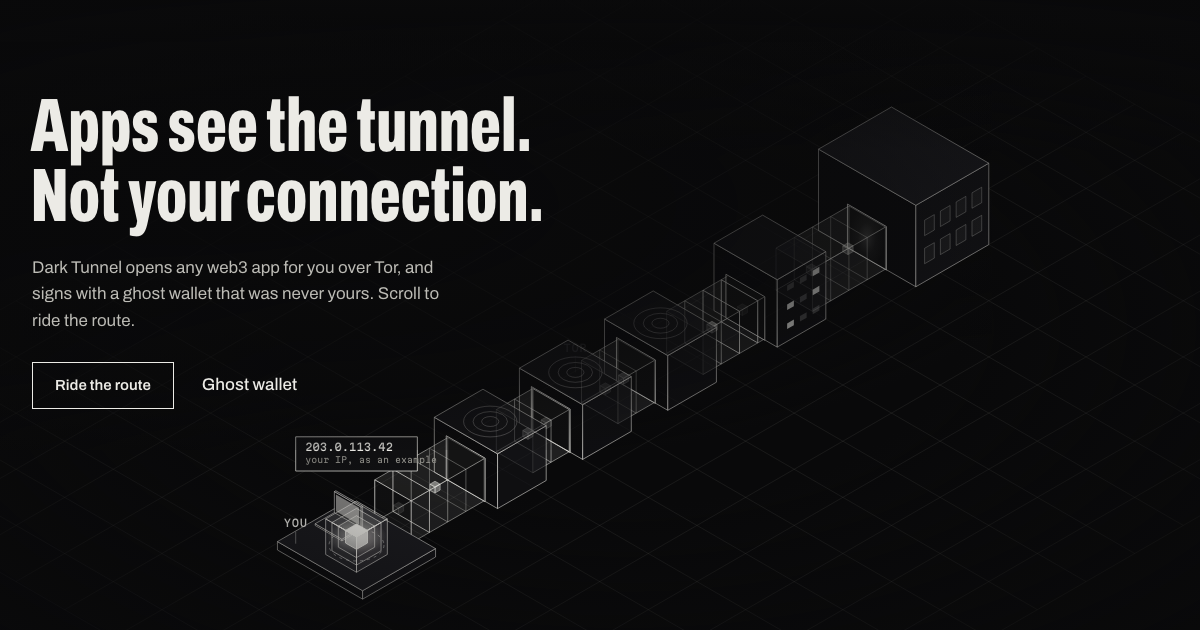 Apps see the tunnel.
Not your connection.
Dark Tunnel opens any web3 app for you over Tor, and
signs with a ghost wallet that was never yours. Scroll to
ride the route.
Ride the route
Ghost wallet
203.0.113.42
your IP, as an example
YOU